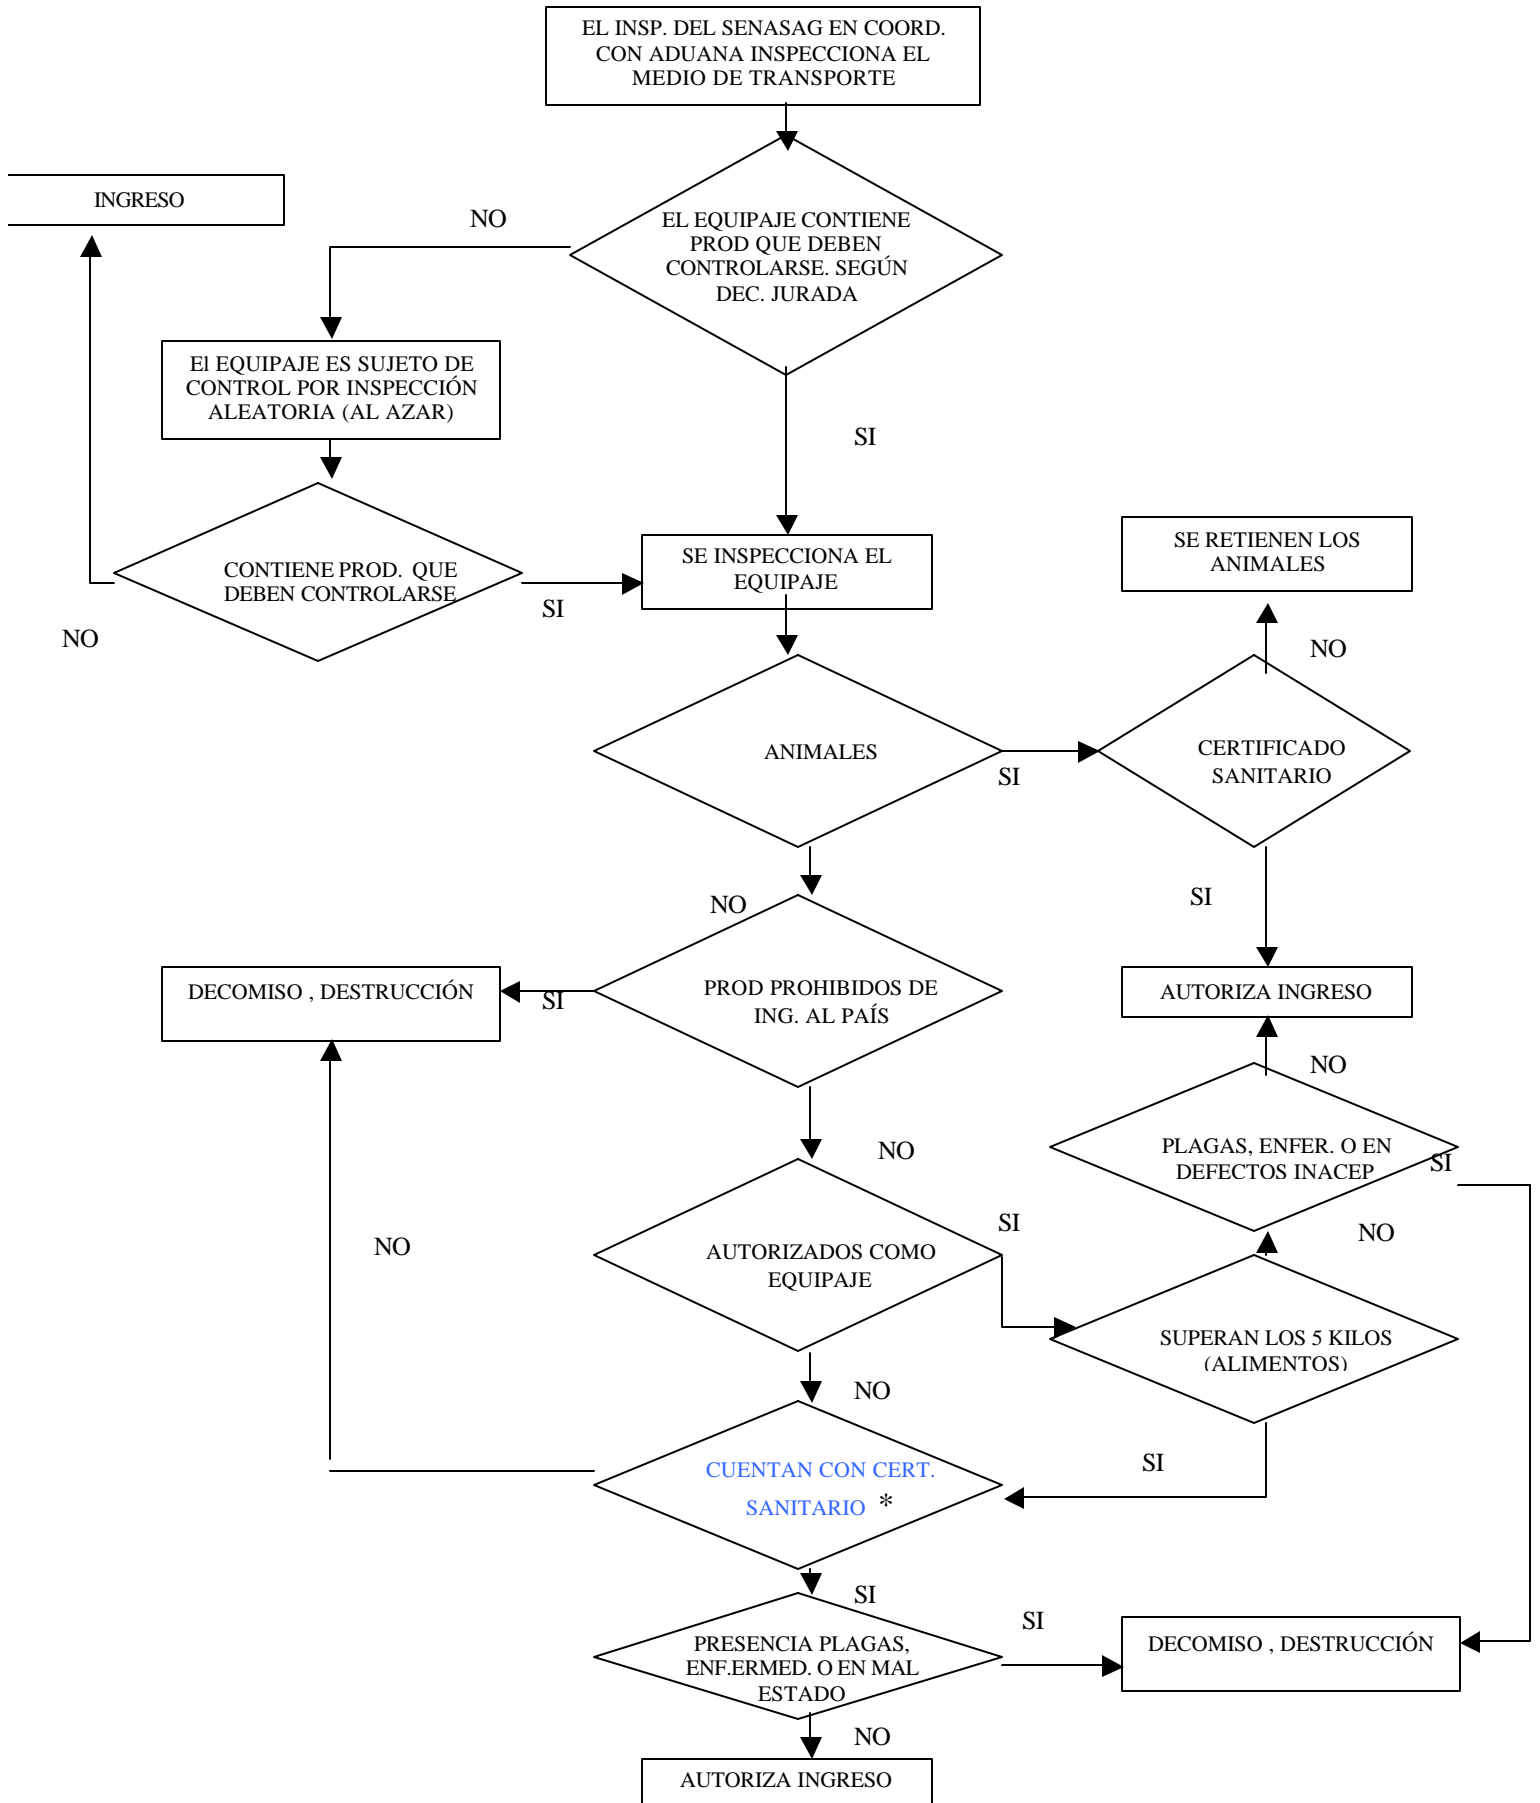 EL INSP. DEL SENASAG EN COORD.
CON ADUANA INSPECCIONA EL
MEDIO DE TRANSPORTE
INGRESO
NO
EL EQUIPAJE CONTIENE
PROD QUE DEBEN
CONTROLARSE. SEGÚN
DEC. JURADA
El EQUIPAJE ES SUJETO DE
CONTROL POR INSPECCIÓN
ALEATORIA (AL AZAR)
SI
CONTIENE PROD. QUE
DEBEN CONTROLARSE
NO
SI
SE INSPECCIONA EL
EQUIPAJE
SE RETIENEN LOS
ANIMALES
NO
ANIMALES
SI
CERTIFICADO
SANITARIO
NO
SI
DECOMISO , DESTRUCCIÓN
SI
PROD PROHIBIDOS DE
ING. AL PAÍS
AUTORIZA INGRESO
NO
NO
PLAGAS, ENFER. O EN
DEFECTOS INACEP
SI
NO
AUTORIZADOS COMO
EQUIPAJE
SI
NO
SUPERAN LOS 5 KILOS
(ALIMENTOS)
NO
CUENTAN CON CERT.
SANITARIO *
SI
SI
PRESENCIA PLAGAS,
ENF.ERMED. O EN MAL
ESTADO
SI
DECOMISO , DESTRUCCIÓN
NO
AUTORIZA INGRESO